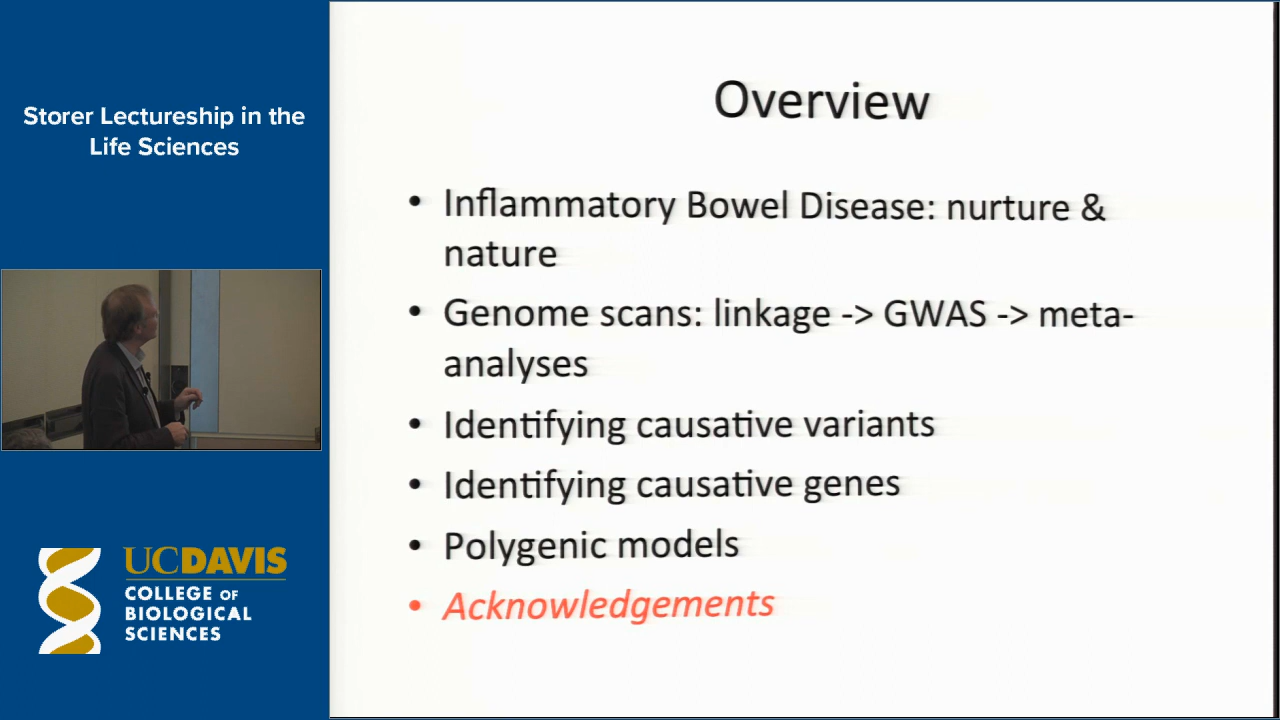 Storer Lectureship in the
Life Sciences
UCDAVIS
COLLEGE OF
BIOLOGICAL
SCIENCES
Overview
• Inflammatory Bowel Disease: nurture &
nature
• Genome scans: linkage -> GWAS -> meta-
analyses
• Identifying causative variants
• Identifying causative genes
• Polygenic models
• Acknowledgements